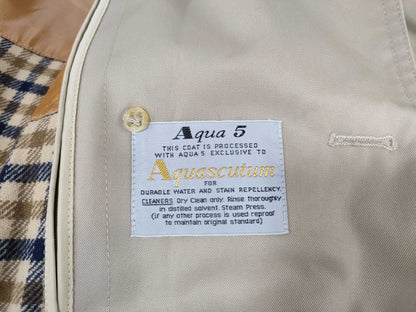 Aqua 5
THIS COAT IS PROCESSED
WITH AQUA 5 EXCLUSIVE TO
Aquascutum
FOR
DURABLE WATER AND STAIN REPELLENCY.
CLEANERS Dry Clean only. Rinse thoroughly
in distilled solvent. Steam Press.
(if any other process is used reproof
to maintain original standard)